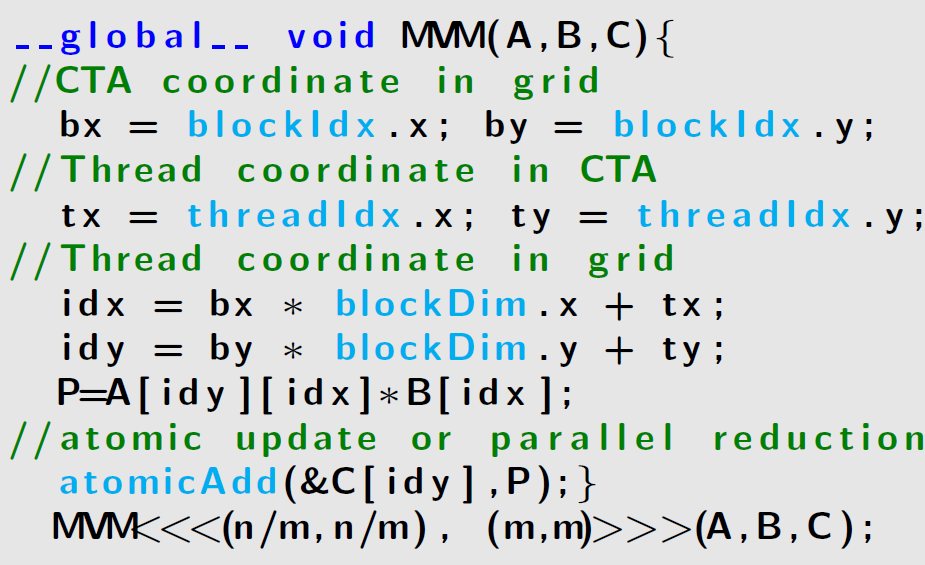 __global__ void MVM(A,B,C){
//CTA coordinate in grid
bx = blockIdx.x; by = blockIdx.y;
//Thread coordinate in CTA
tx = threadIdx.x; ty = threadIdx.y;
//Thread coordinate in grid
idx = bx * blockDim.x + tx;
idy = by * blockDim.y + ty;
P=A[idy][idx]*B[idx];
//atomic update or parallel reduction
atomicAdd(&C[idy],P);}
MVM<<<(n/m,n/m), (m,m)>>>(A,B,C);